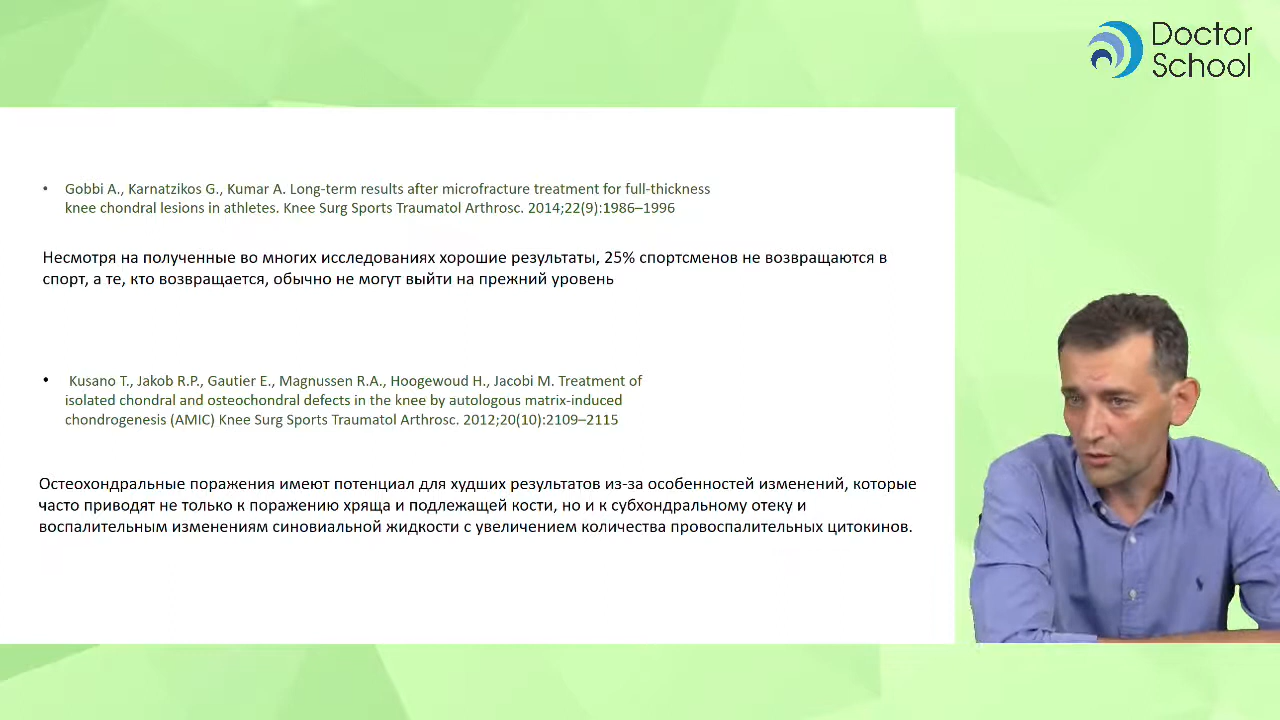 Doctor
School
• Gobbi A., Karnatzikos G., Kumar A. Long-term results after microfracture treatment for full-thickness
knee chondral lesions in athletes. Knee Surg Sports Traumatol Arthrosc. 2014;22(9):1986–1996
Несмотря на полученные во многих исследованиях хорошие результаты, 25% спортсменов не возвращаются в
спорт, а те, кто возвращается, обычно не могут выйти на прежний уровень
• Kusano T., Jakob R.P., Gautier E., Magnussen R.A., Hoogewoud H., Jacobi M. Treatment of
isolated chondral and osteochondral defects in the knee by autologous matrix-induced
chondrogenesis (AMIC) Knee Surg Sports Traumatol Arthrosc. 2012;20(10):2109–2115
Остеохондральные поражения имеют потенциал для худших результатов из-за особенностей изменений, которые
часто приводят не только к поражению хряща и подлежащей кости, но и к субхондральному отеку и
воспалительным изменениям синовиальной жидкости с увеличением количества провоспалительных цитокинов.